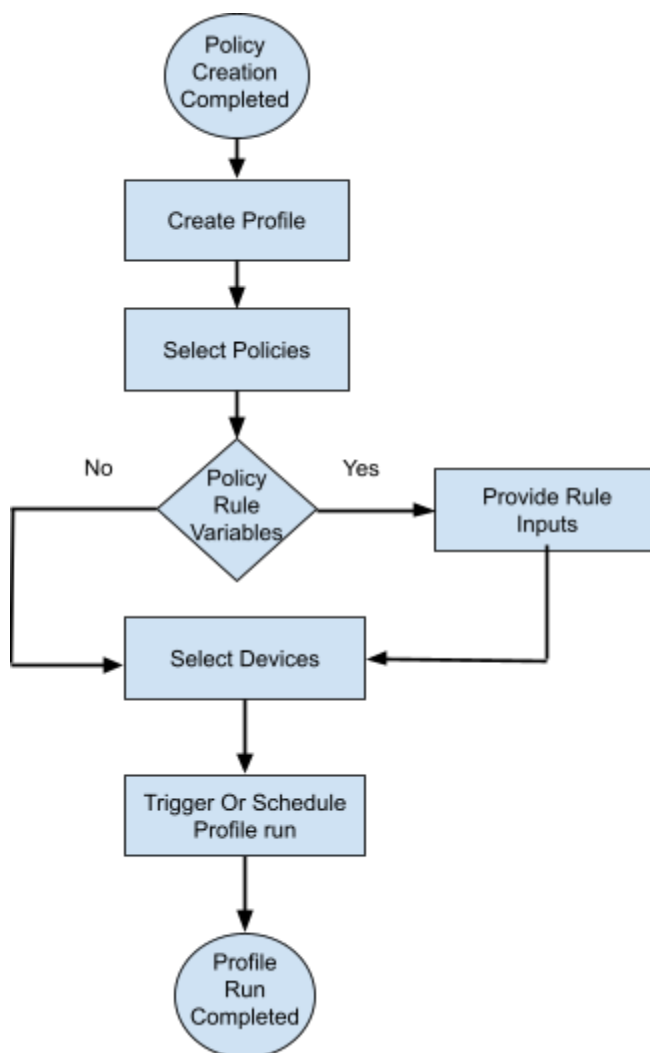 Policy
Creation
Completed
Create Profile
Select Policies
No
Policy
Rule
Variables
Yes
Provide Rule
Inputs
Select Devices
Trigger Or Schedule
Profile run
Profile
Run
Completed